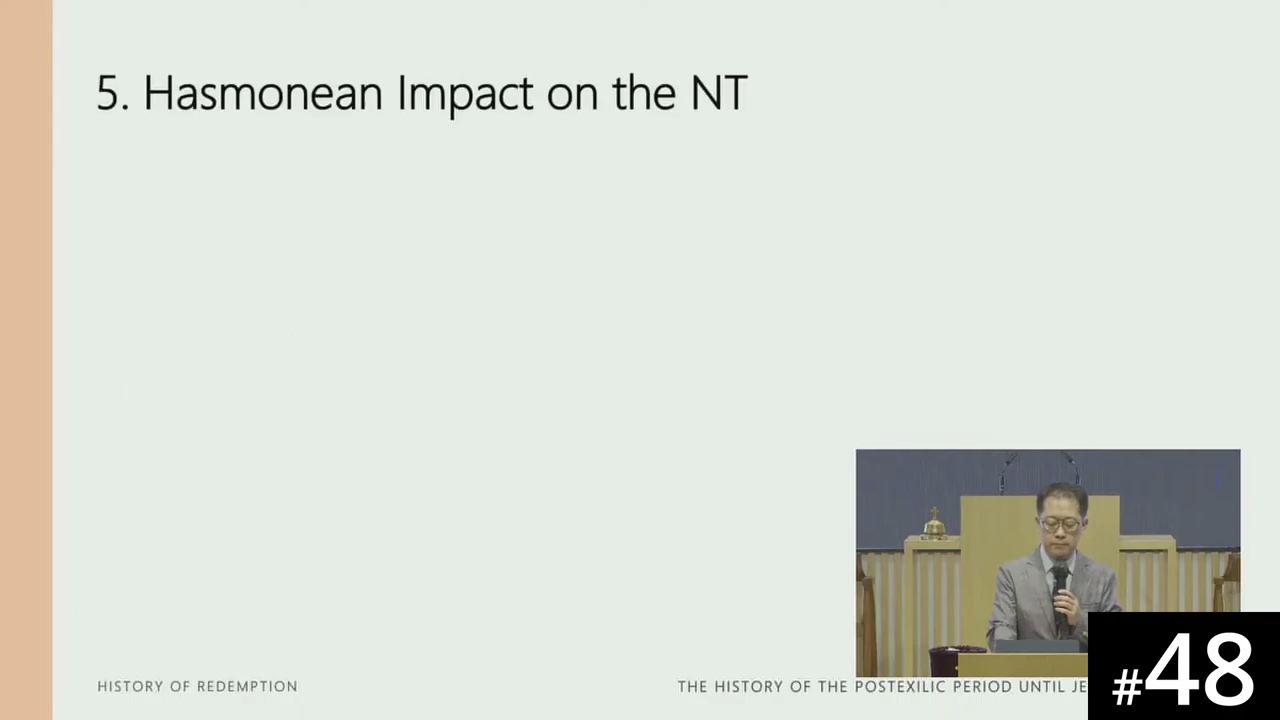 5. Hasmonean Impact on the NT
HISTORY OF REDEMPTION
THE HISTORY OF THE POSTEXILIC PERIOD UNTIL
#48